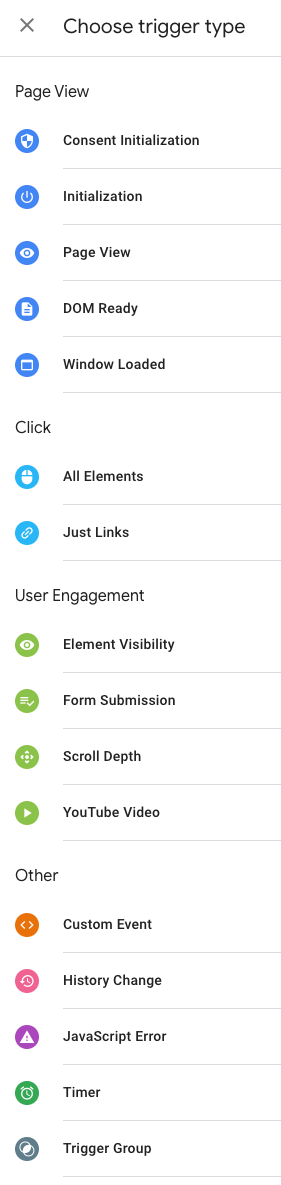 Choose trigger type
Page View
Consent Initialization
Initialization
Page View
DOM Ready
Window Loaded
Click
All Elements
Just Links
User Engagement
Element Visibility
Form Submission
Scroll Depth
YouTube Video
Other
Custom Event
History Change
JavaScript Error
Timer
Trigger Group